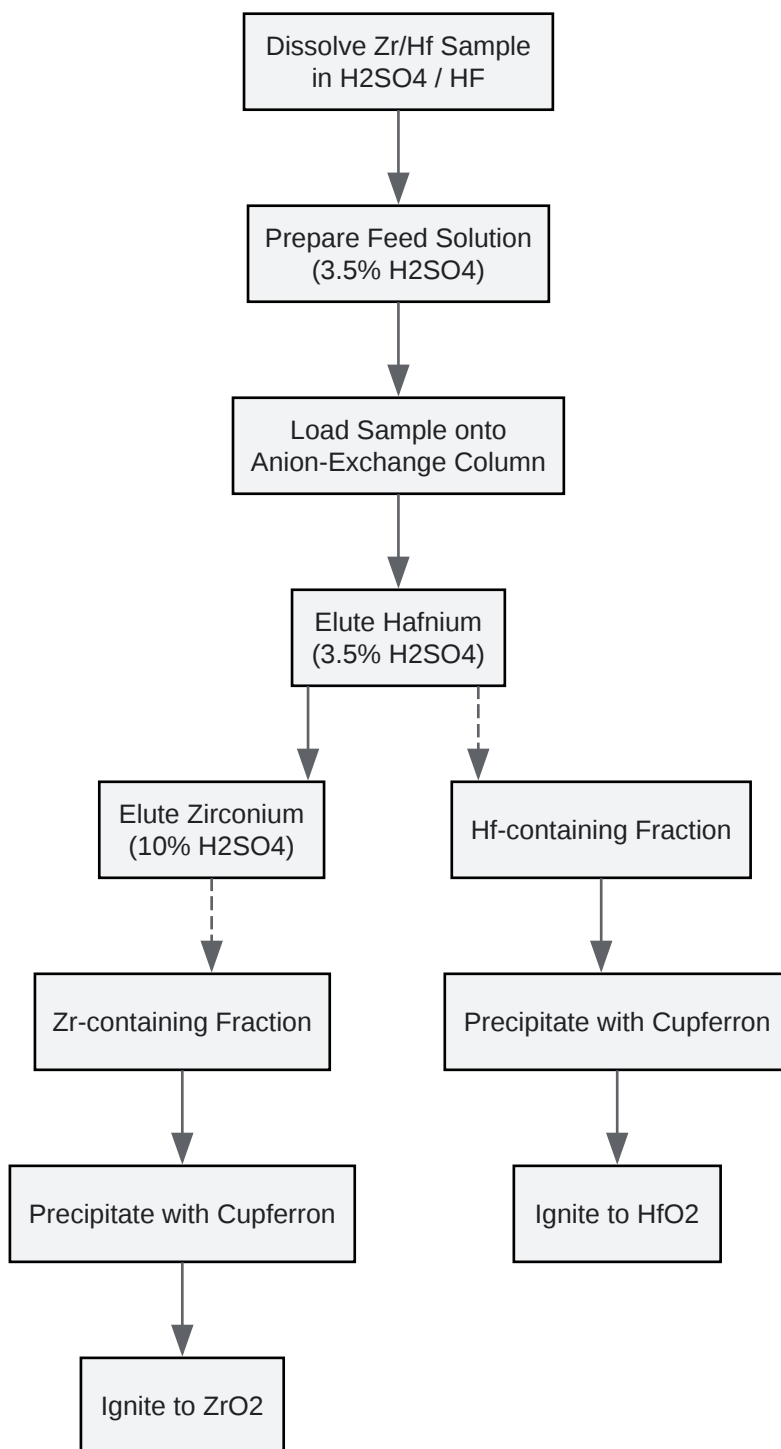 Dissolve Zr/Hf Sample
in H2SO4 / HF
Prepare Feed Solution
(3.5% H2SO4)
Load Sample onto
Anion-Exchange Column
Elute Hafnium
(3.5% H2SO4)
Elute Zirconium
(10% H2SO4)
Hf-containing Fraction
Zr-containing Fraction
Precipitate with Cupferron
Precipitate with Cupferron
Ignite to HfO2
Ignite to ZrO2